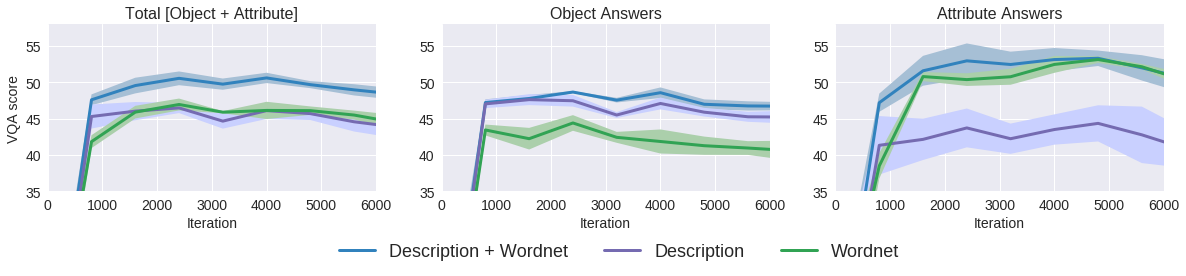 Total [Object + Attribute]
Object Answers
Attribute Answers
VQA score
55
50
45
40
35
0 1000 2000 3000 4000 5000 6000
Iteration
55
50
45
40
35
0 1000 2000 3000 4000 5000 6000
Iteration
55
50
45
40
35
0 1000 2000 3000 4000 5000 6000
Iteration
Description + Wordnet Description Wordnet